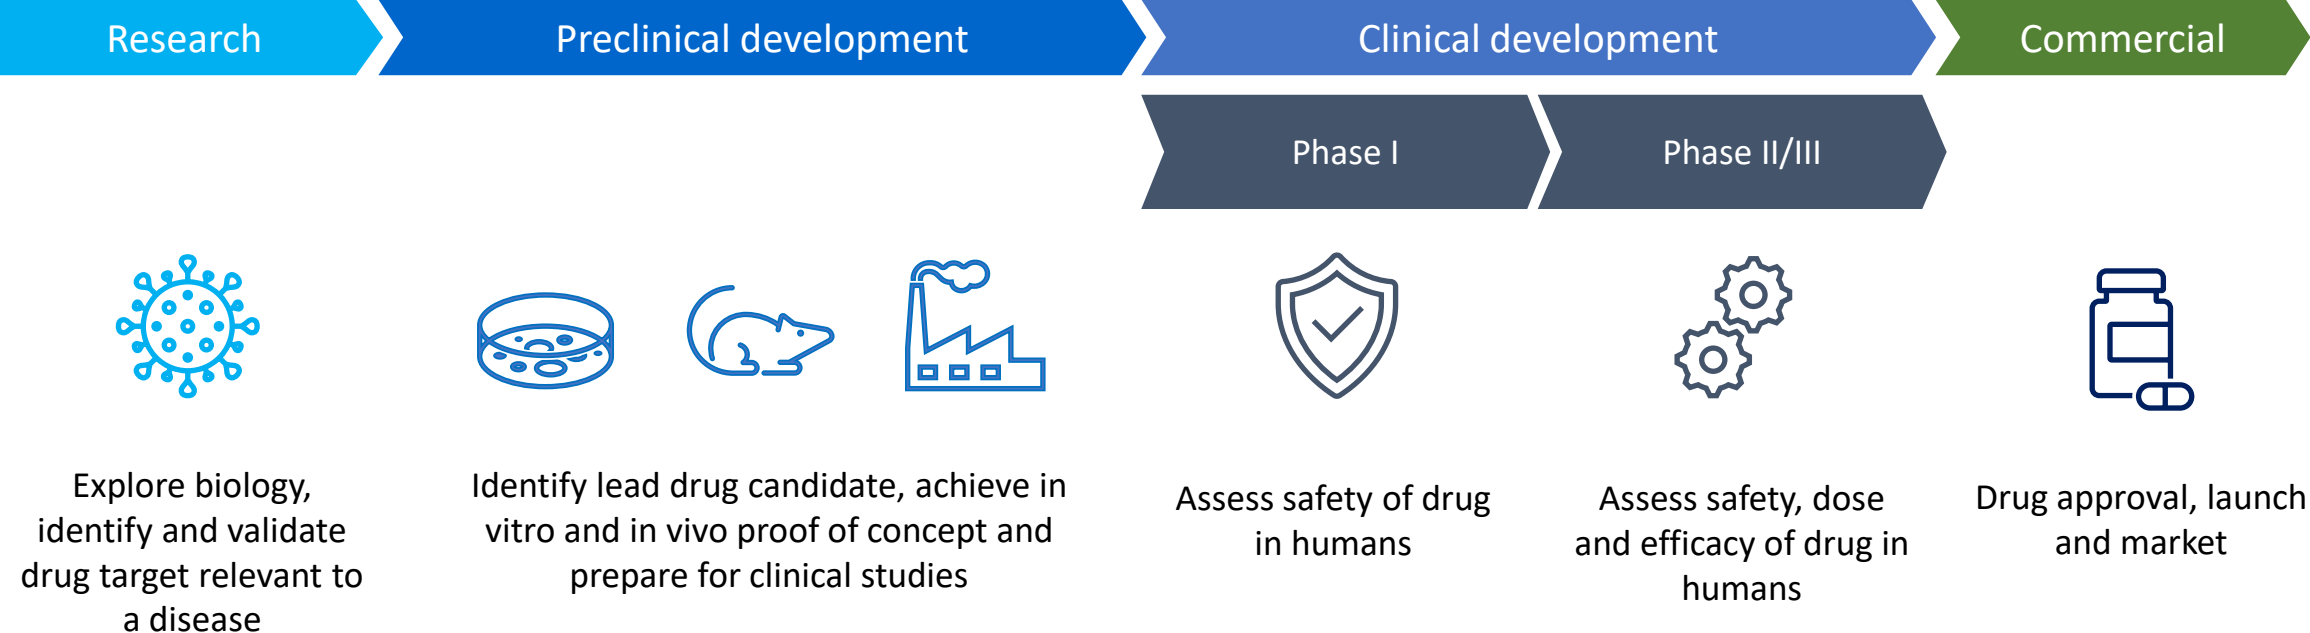 Research
Preclinical development
Clinical development
Commercial
Phase I
Phase II/III
Explore biology,
identify and validate
drug target relevant to
a disease
Identify lead drug candidate, achieve in
vitro and in vivo proof of concept and
prepare for clinical studies
Assess safety of drug
in humans
Assess safety, dose
and efficacy of drug in
humans
Drug approval, launch
and market